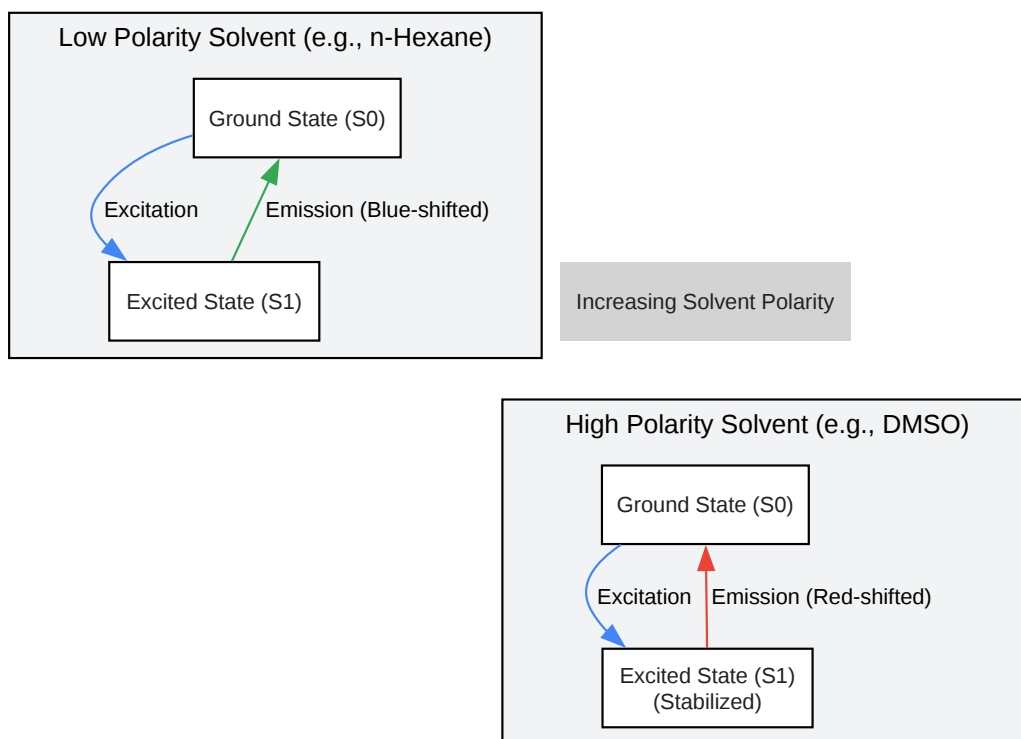 Low Polarity Solvent (e.g., n-Hexane)
Ground State (S0)
Excitation
Emission (Blue-shifted)
Excited State (S1)
Increasing Solvent Polarity
High Polarity Solvent (e.g., DMSO)
Ground State (S0)
Excitation
Emission (Red-shifted)
Excited State (S1)
(Stabilized)